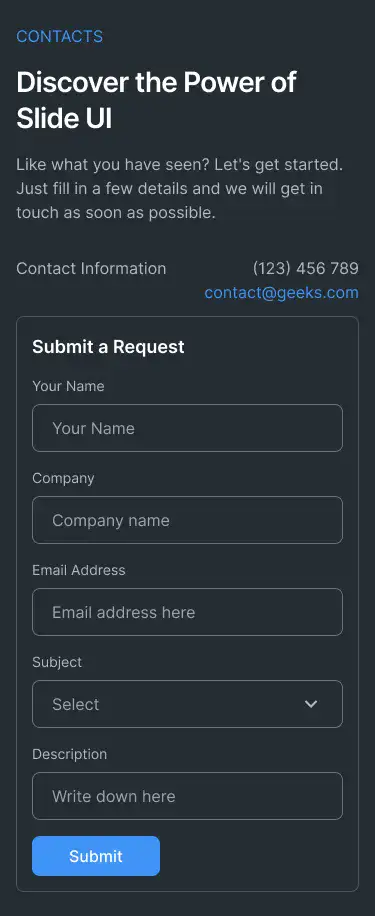 CONTACTS
Discover the Power of
Slide UI
Like what you have seen? Let's get started.
Just fill in a few details and we will get in
touch as soon as possible.
Contact Information
(123) 456 789
contact@geeks.com
Submit a Request
Your Name
Your Name
Company
Company name
Email Address
Email address here
Subject
Select
Description
Write down here
Submit